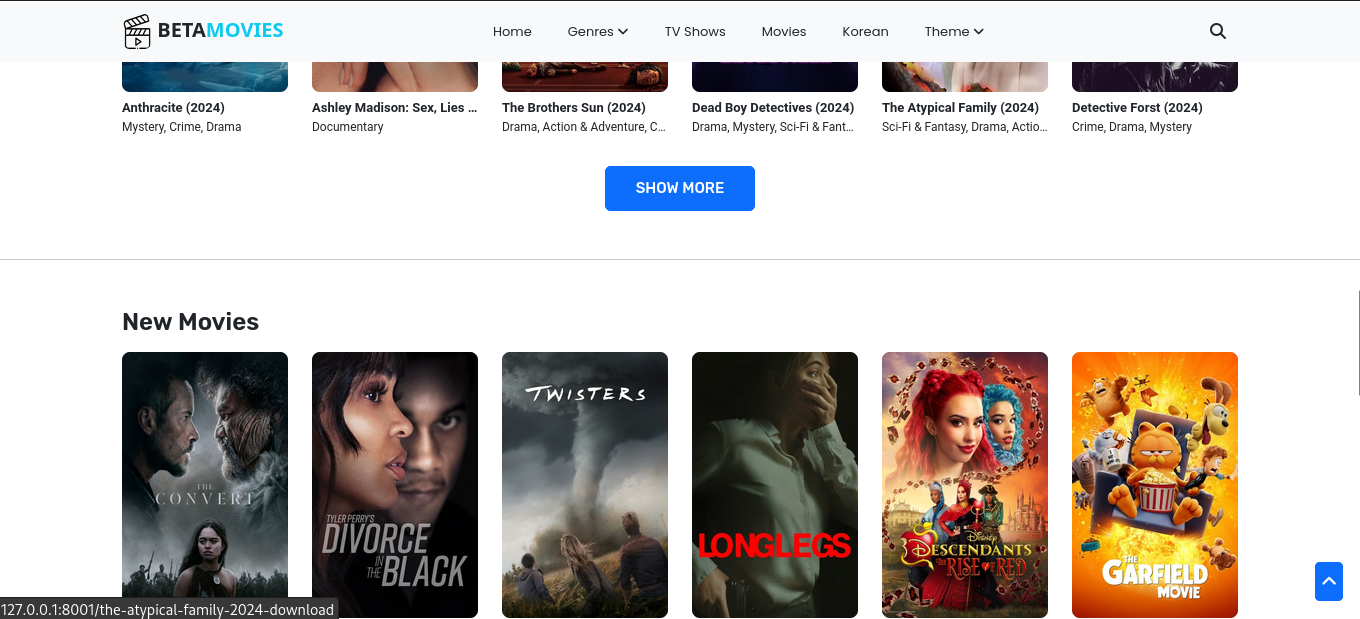 BETAMOVIES
Home Genres TV Shows Movies Korean Theme
Anthracite (2024) Ashley Madison: Sex, Lies ... The Brothers Sun (2024) Dead Boy Detectives (2024) The Atypical Family (2024) Detective Forst (2024)
Mystery, Crime, Drama Documentary Drama, Action & Adventure, C... Drama, Mystery, Sci-Fi & Fant... Sci-Fi & Fantasy, Drama, Actio... Crime, Drama, Mystery
SHOW MORE
New Movies
THE
CONVERT
TYLER PERRY'S
DIVORCE
IN THE
BLACK
TWISTERS
LONGLEGS
Disney
DESCENDANTS
THE RISE OF RED
THE
GARFIELD
MOVIE
127.0.0.1:8001/the-atypical-family-2024-download